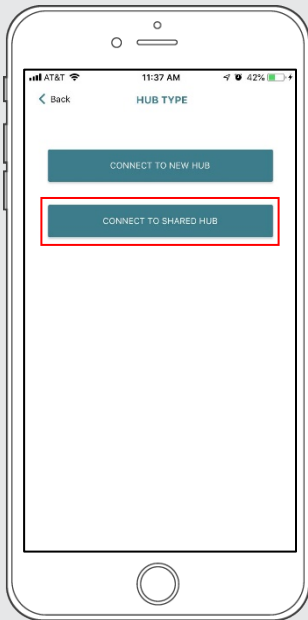 AT&T 11:37 AM 42%
Back HUB TYPE
CONNECT TO NEW HUB
CONNECT TO SHARED HUB